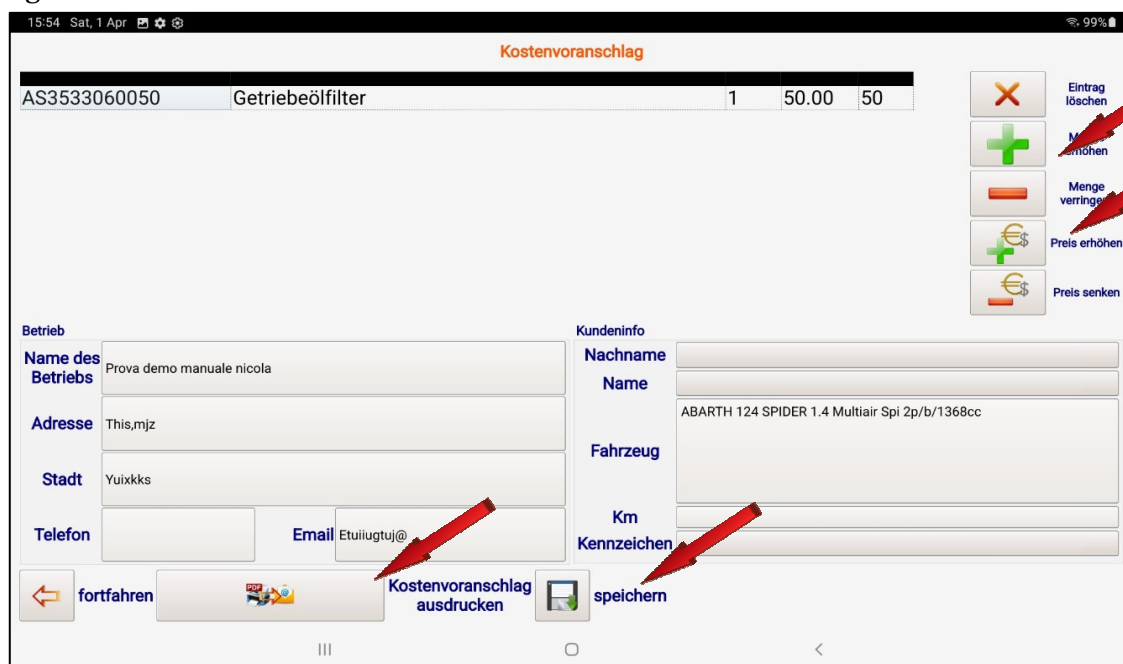 15:54 Sat, 1 Apr 99%
Kostenvoranschlag
AS3533060050 Getriebeölfilter 1 50.00 50
Eintrag
löschen
erhöhen
Menge
Preis erhöhen
Preis senken
Betrieb
Name des
Betriebs
Prova demo manuale nicola
Adresse
This,mjz
Stadt
Yuixkks
Telefon
Email
Etuiiugtuj@
Kundeninfo
Nachname
Name
Fahrzeug
ABARTH 124 SPIDER 1.4 Multiair Spi 2p/b/1368cc
Km
Kennzeichen
fortfahren
PDF
Kostenvoranschlag
ausdrucken
speichern